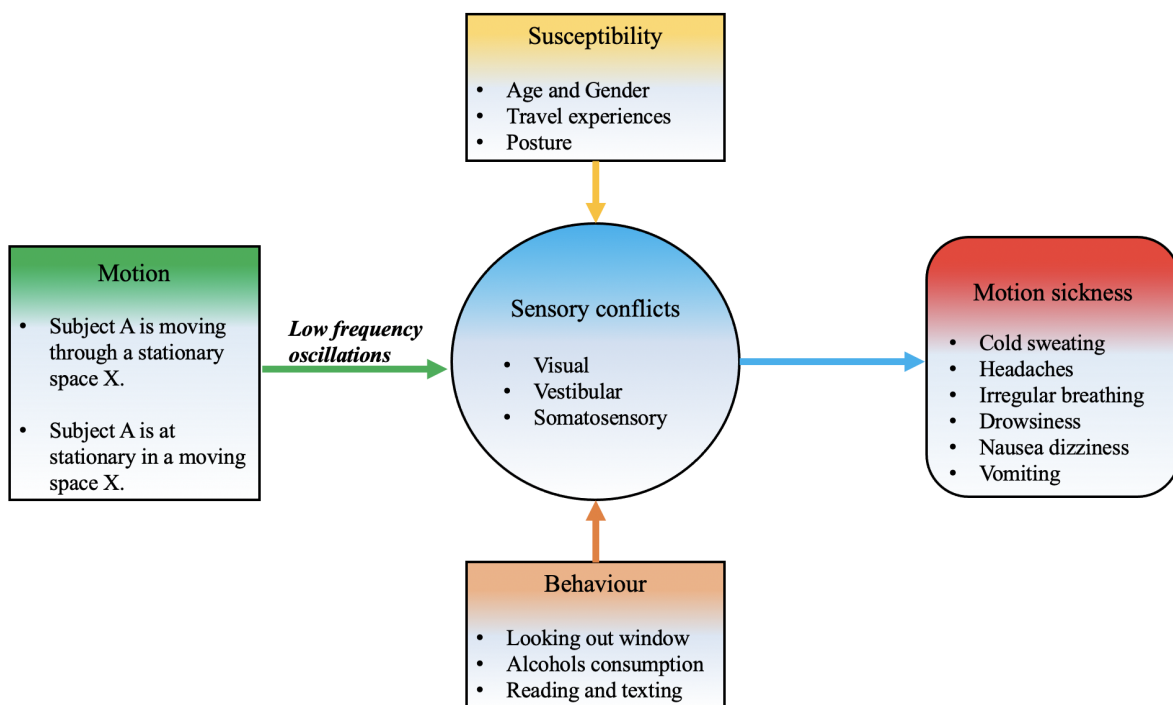 Susceptibility
• Age and Gender
• Travel experiences
• Posture
Motion
• Subject A is moving
through a stationary
space X.
• Subject A is at
stationary in a moving
space X.
Low frequency
oscillations
Sensory conflicts
• Visual
• Vestibular
• Somatosensory
Motion sickness
• Cold sweating
• Headaches
• Irregular breathing
• Drowsiness
• Nausea dizziness
• Vomiting
Behaviour
• Looking out window
• Alcohols consumption
• Reading and texting